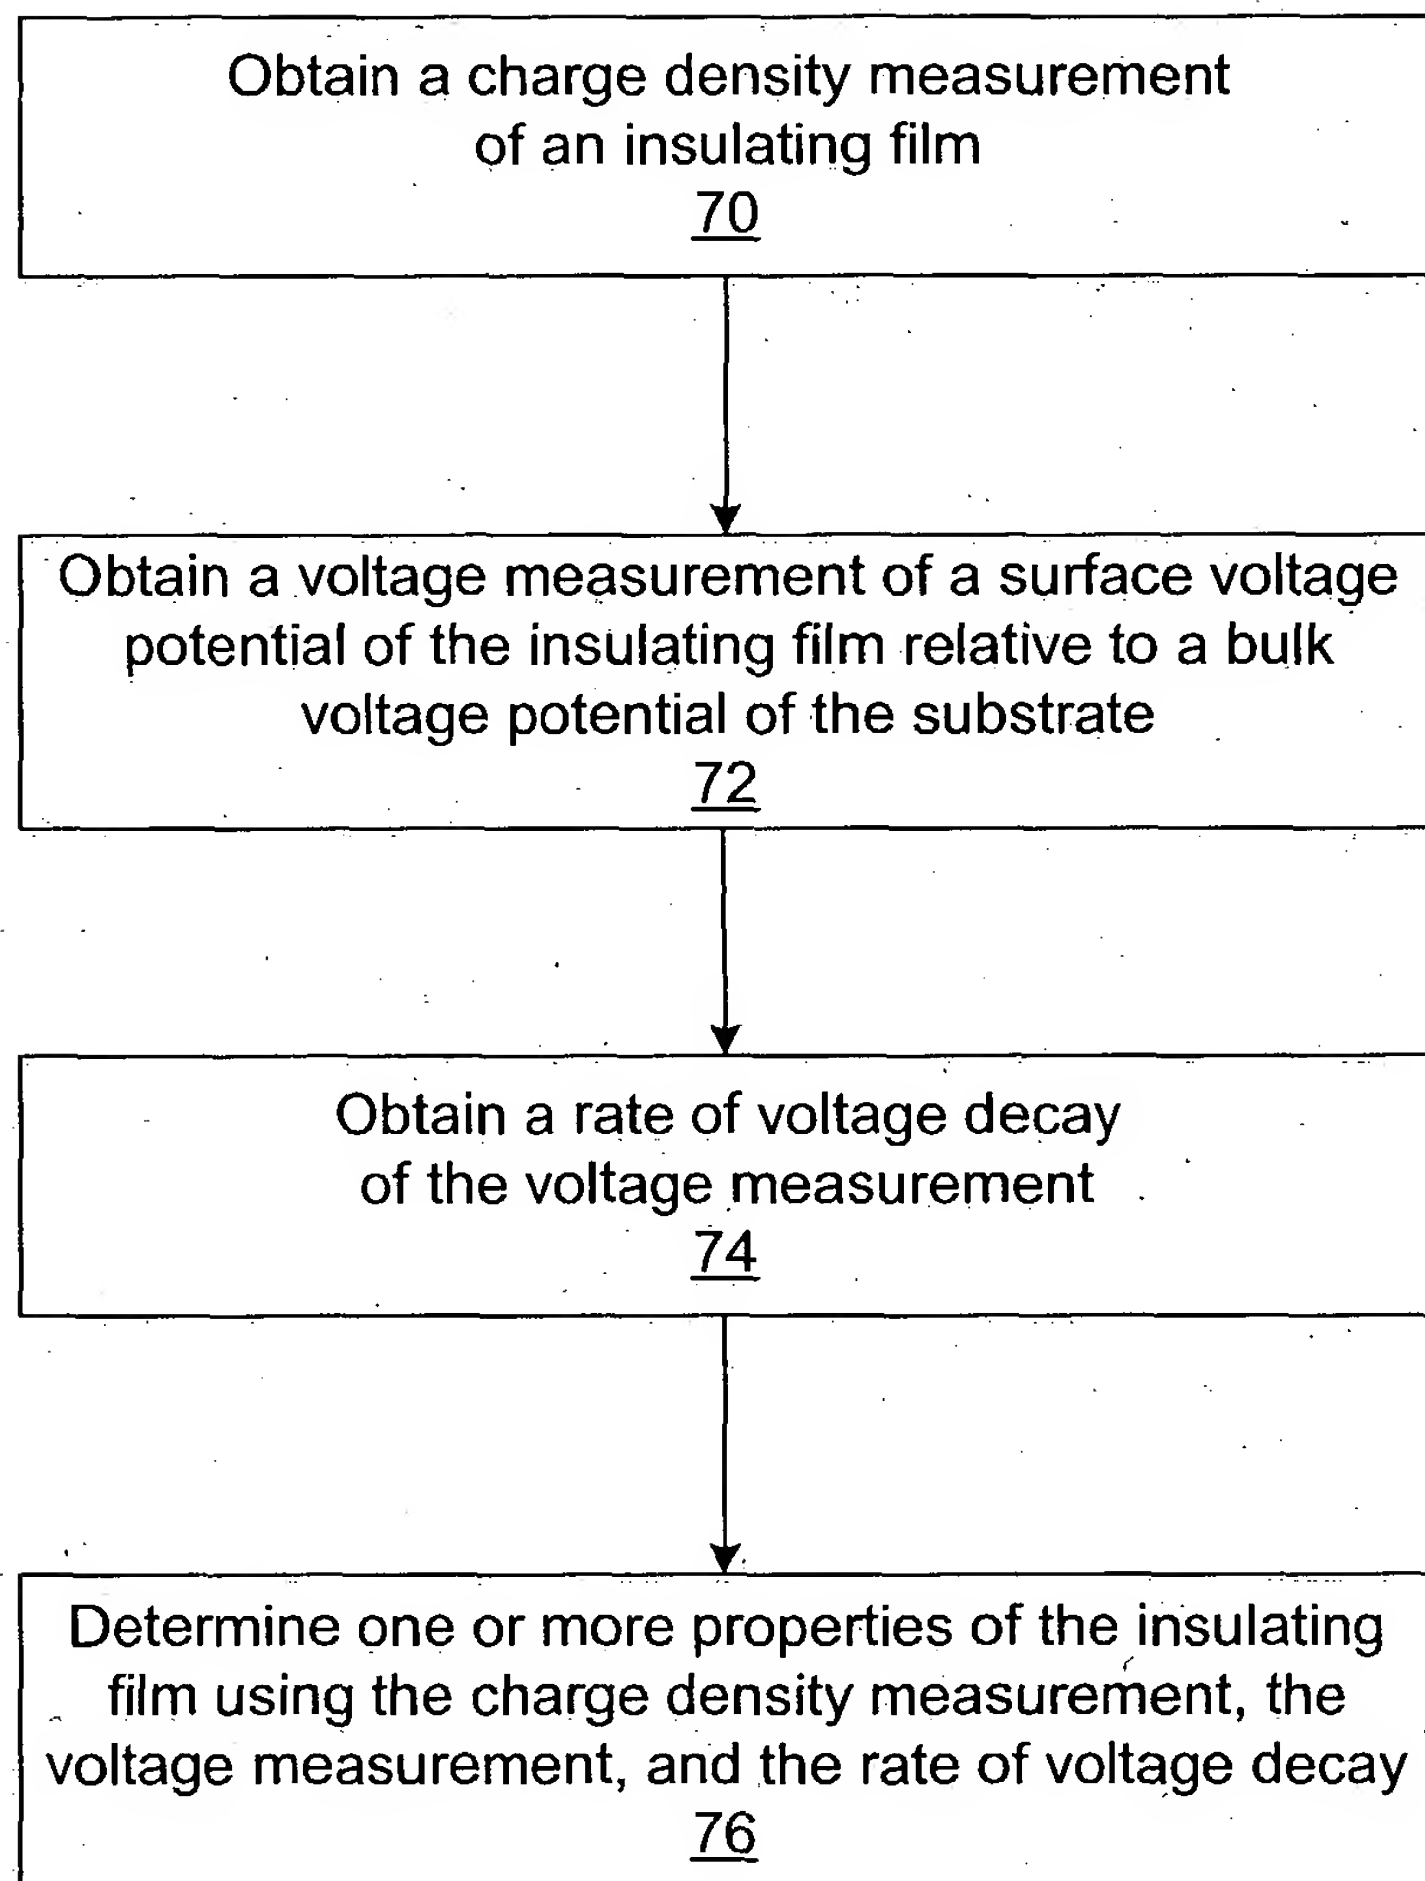 Obtain a charge density measurement
of an insulating film
70
Obtain a voltage measurement of a surface voltage
potential of the insulating film relative to a bulk
voltage potential of the substrate
72
Obtain a rate of voltage decay
of the voltage measurement
74
Determine one or more properties of the insulating
film using the charge density measurement, the
voltage measurement, and the rate of voltage decay
76